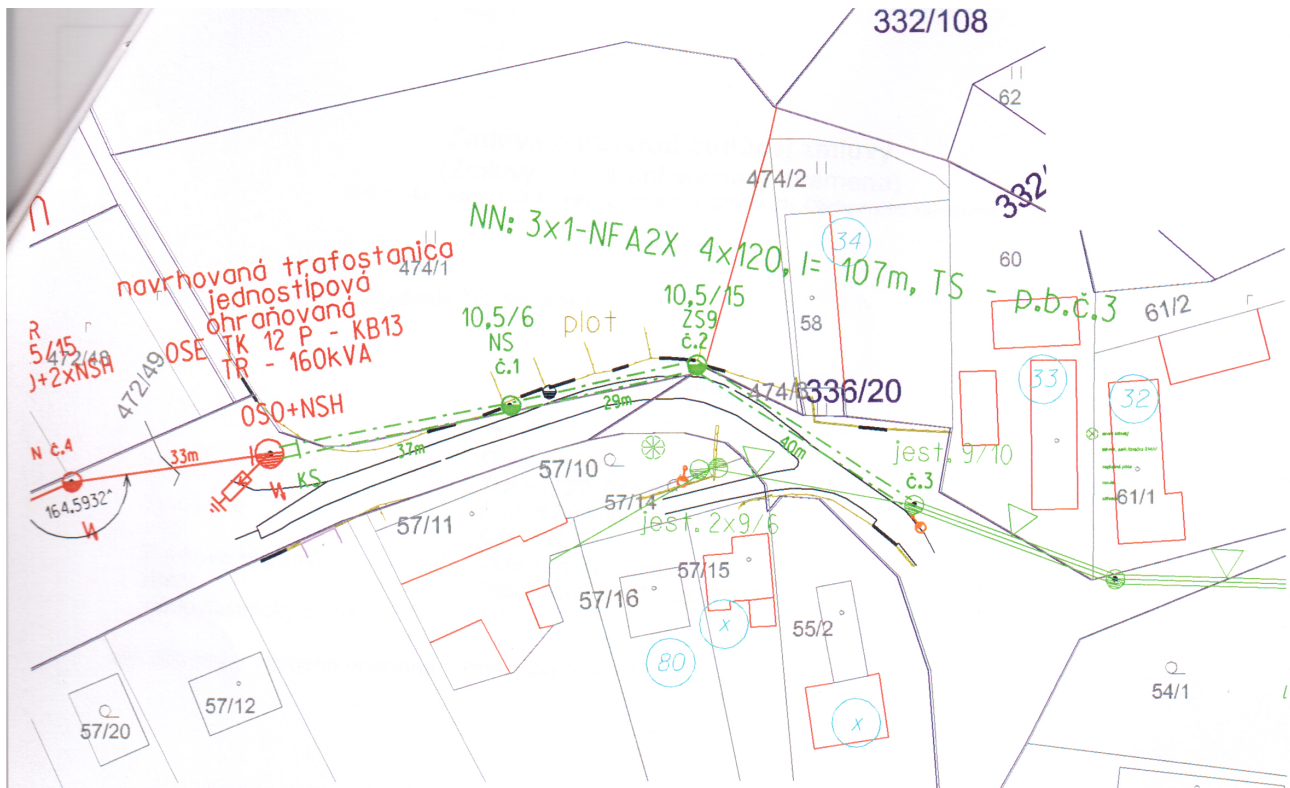 332/108
62
332'
474/2
34
NN: 3x1-NFA2X 4x120, l= 107m, TS - p.b.č.3
60
474/1
navrhovaná trafostanica
jednostĺpová
ohraňovaná
OSE TK 12 P - KB13
TR - 160kVA
10,5/15
ZS9
č.2
10,5/6
NS
č.1
plot
58
61/2
R
5/15
J+2xNSH
472/48
472/49
OSO+NSH
474/3
336/20
33
32
N č.4
33m
37m
29m
40m
KS
jest. 9/10
č.3
164.5932°
57/10
57/14
jest. 2x9/6
61/1
57/11
57/15
57/16
x
55/2
80
57/12
57/20
x
54/1